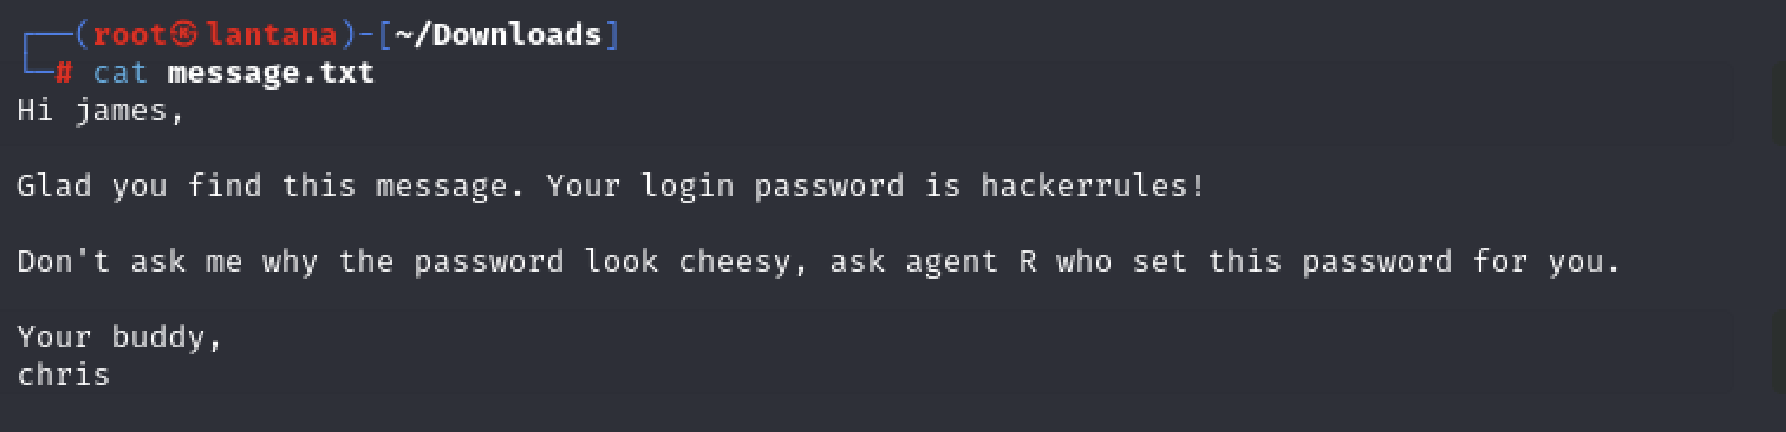 ┌──(root㉿lantana)-[~/Downloads]
└─# cat message.txt
Hi james,
Glad you find this message. Your login password is hackerrules!
Don't ask me why the password look cheesy, ask agent R who set this password for you.
Your buddy,
chris